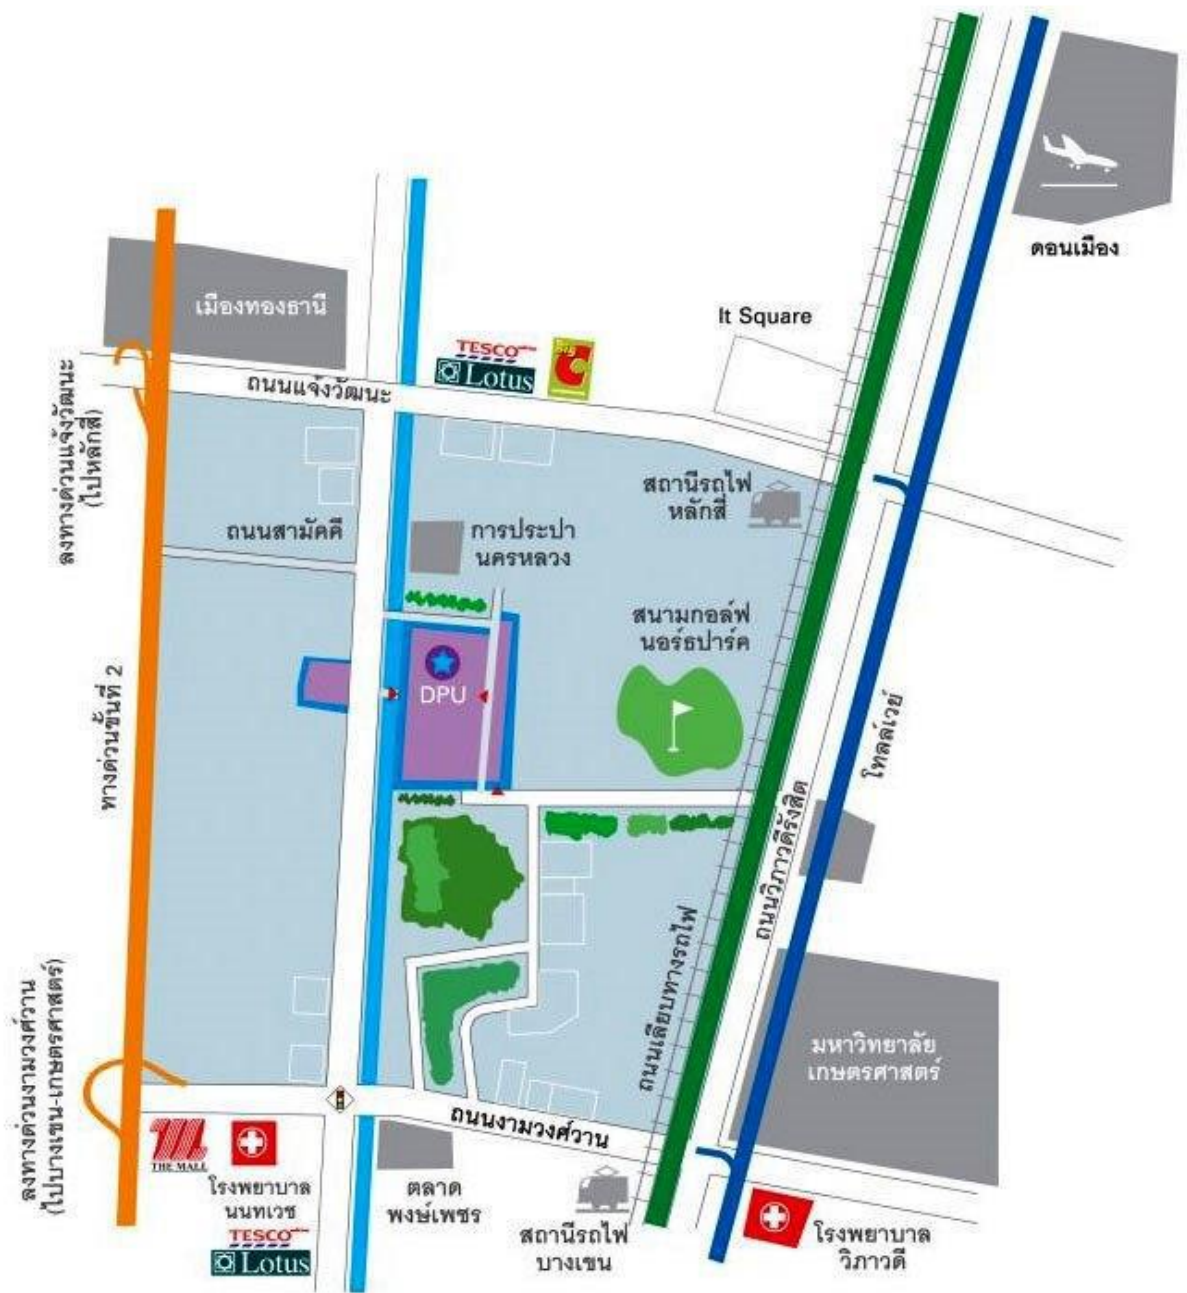 ดอนเมือง
เมืองทองธานี
It Square
TESCO
Lotus
Big
C
ถนนแจ้งวัฒนะ
ลงทางด่วนแจ้งวัฒนะ
(ไปหลักสี่)
สถานีรถไฟ
หลักสี่
ถนนสามัคคี
การประปา
นครหลวง
สนามกอล์ฟ
นอร์ธปาร์ค
DPU
ทางด่วนขั้นที่ 2
โทลล์เวย์
ถนนวิภาวดีรังสิต
ถนนเลียบทางรถไฟ
ลงทางด่วนงามวงศ์วาน
(ไปบางเขน-เกษตรศาสตร์)
มหาวิทยาลัย
เกษตรศาสตร์
ถนนงามวงศ์วาน
THE MALL
โรงพยาบาล
นนทเวช
TESCO
Lotus
ตลาด
พงษ์เพชร
สถานีรถไฟ
บางเขน
โรงพยาบาล
วิภาวดี